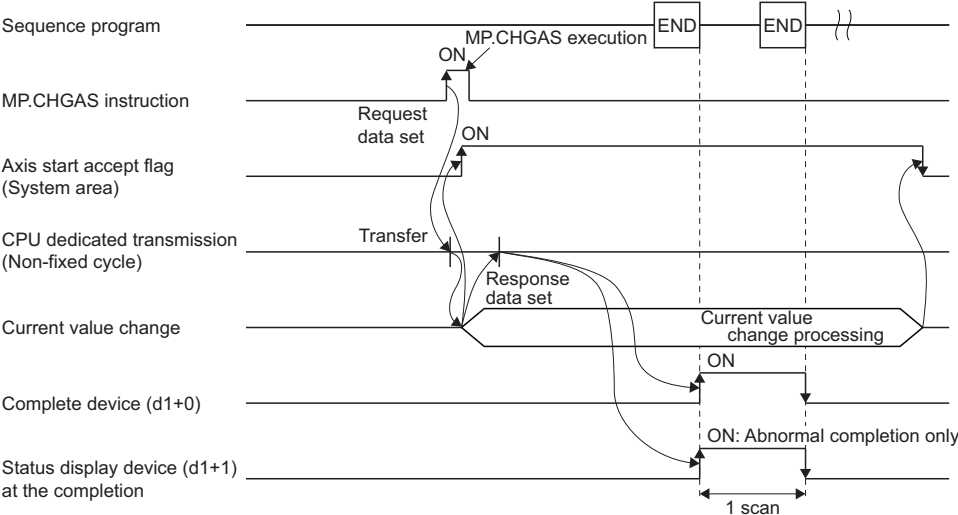 Sequence program
END
END
MP.CHGAS execution
ON
MP.CHGAS instruction
Request
data set
ON
Axis start accept flag
(System area)
CPU dedicated transmission
(Non-fixed cycle)
Transfer
Response
data set
Current value change
Current value
change processing
ON
Complete device (d1+0)
ON: Abnormal completion only
Status display device (d1+1)
at the completion
1 scan